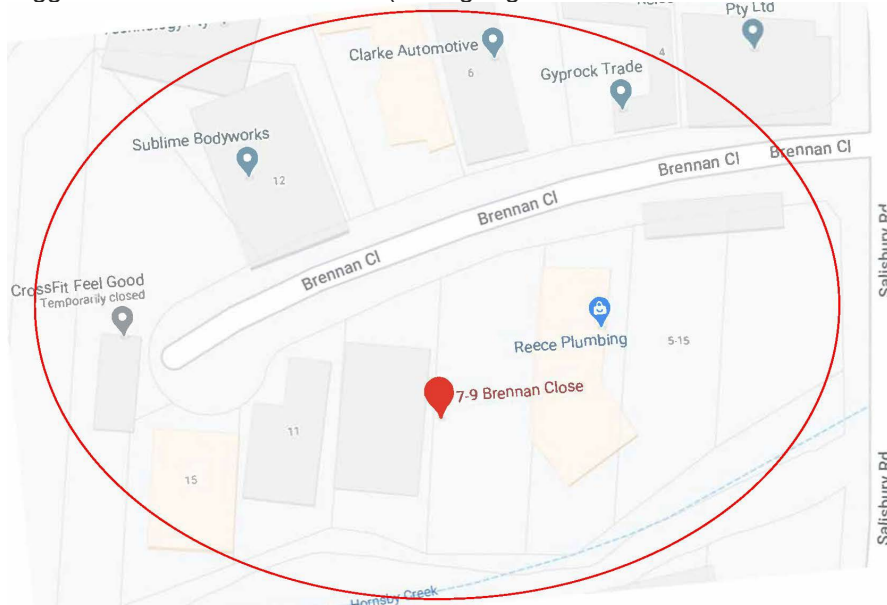 Pty Ltd
Clarke Automotive
6
4
Gyprock Trade
Sublime Bodyworks
12
Brennan Cl
Brennan Cl
Brennan Cl
Brennan Cl
Salisbury Rd
CrossFit Feel Good
Temporarily closed
Reece Plumbing
5-15
7-9 Brennan Close
11
15
Salisbury Rd
Hornsby Creek